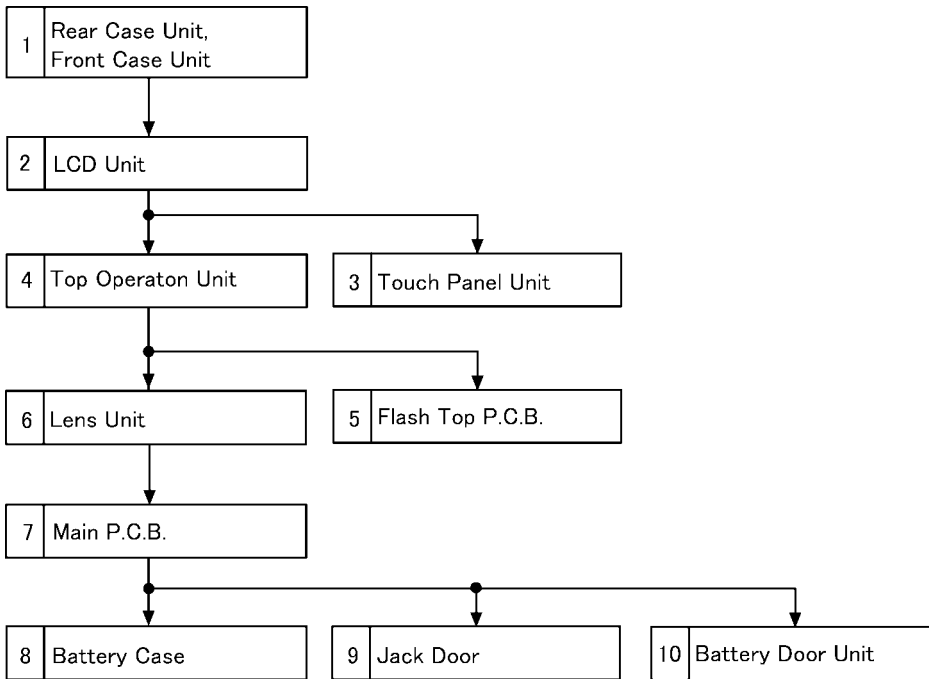 1 Rear Case Unit,
Front Case Unit
2 LCD Unit
4 Top Operaton Unit
3 Touch Panel Unit
6 Lens Unit
5 Flash Top P.C.B.
7 Main P.C.B.
8 Battery Case
9 Jack Door
10 Battery Door Unit